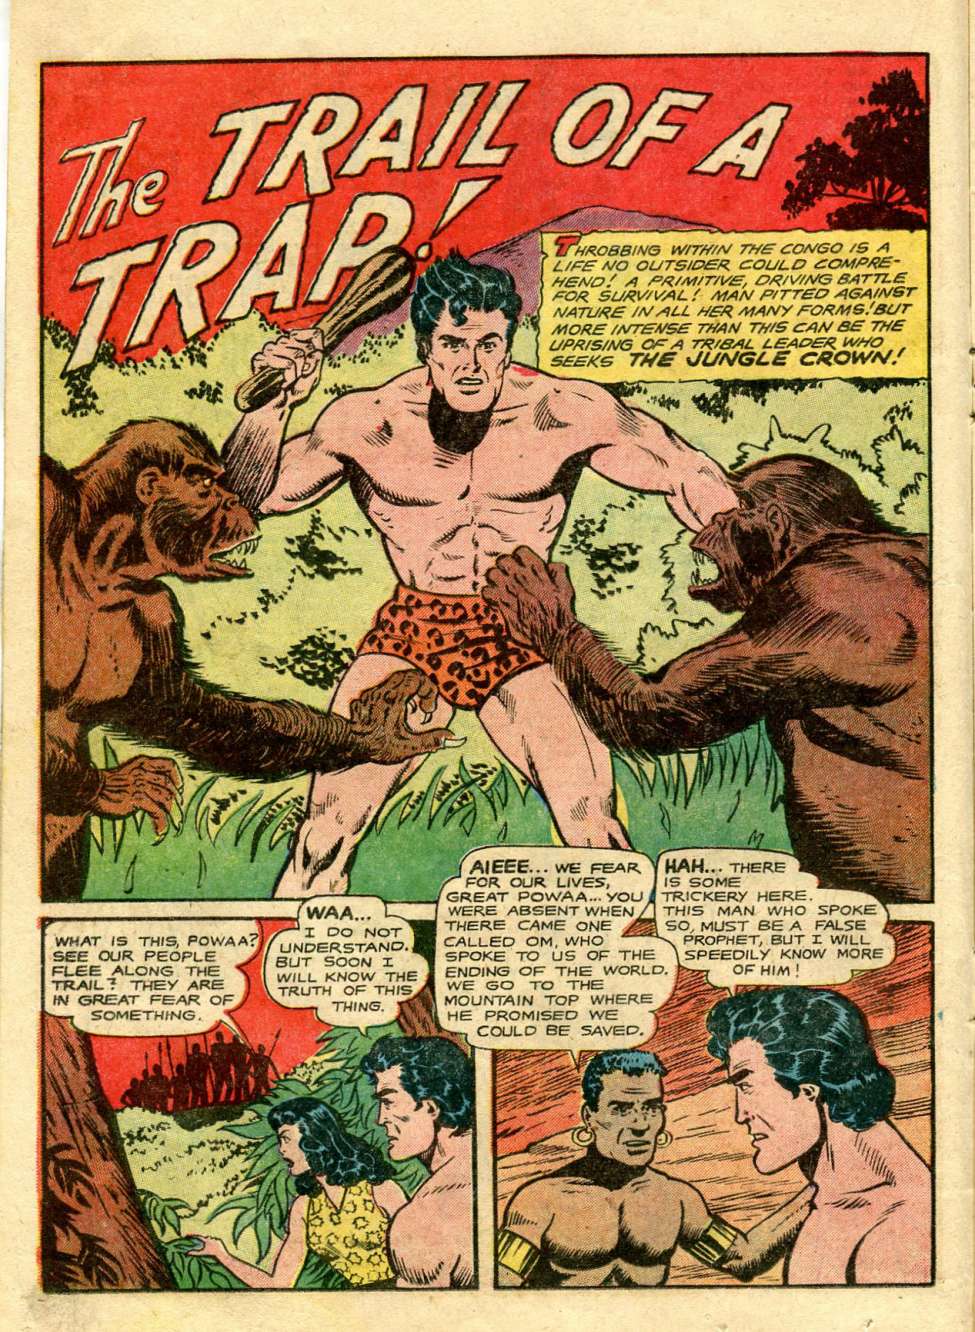 The TRAIL OF A
TRAP!
THROBBING WITHIN THE CONGO IS A
LIFE NO OUTSIDER COULD COMPRE-
HEND! A PRIMITIVE, DRIVING BATTLE
FOR SURVIVAL! MAN PITTED AGAINST
NATURE IN ALL HER MANY FORMS! BUT
MORE INTENSE THAN THIS CAN BE THE
UPRISING OF A TRIBAL LEADER WHO
SEEKS THE JUNGLE CROWN!
WHAT IS THIS, POWAA?
SEE OUR PEOPLE
FLEE ALONG THE
TRAIL? THEY ARE
IN GREAT FEAR OF
SOMETHING.
WAA...
I DO NOT
UNDERSTAND.
BUT SOON I
WILL KNOW THE
TRUTH OF THIS
THING.
AIEEE... WE FEAR
FOR OUR LIVES,
GREAT POWAA... YOU
WERE ABSENT WHEN
THERE CAME ONE
CALLED OM, WHO
SPOKE TO US OF THE
ENDING OF THE WORLD.
WE GO TO THE
MOUNTAIN TOP WHERE
HE PROMISED WE
COULD BE SAVED.
HAH... THERE
IS SOME
TRICKERY HERE.
THIS MAN WHO SPOKE
SO, MUST BE A FALSE
PROPHET, BUT I WILL
SPEEDILY KNOW MORE
OF HIM!